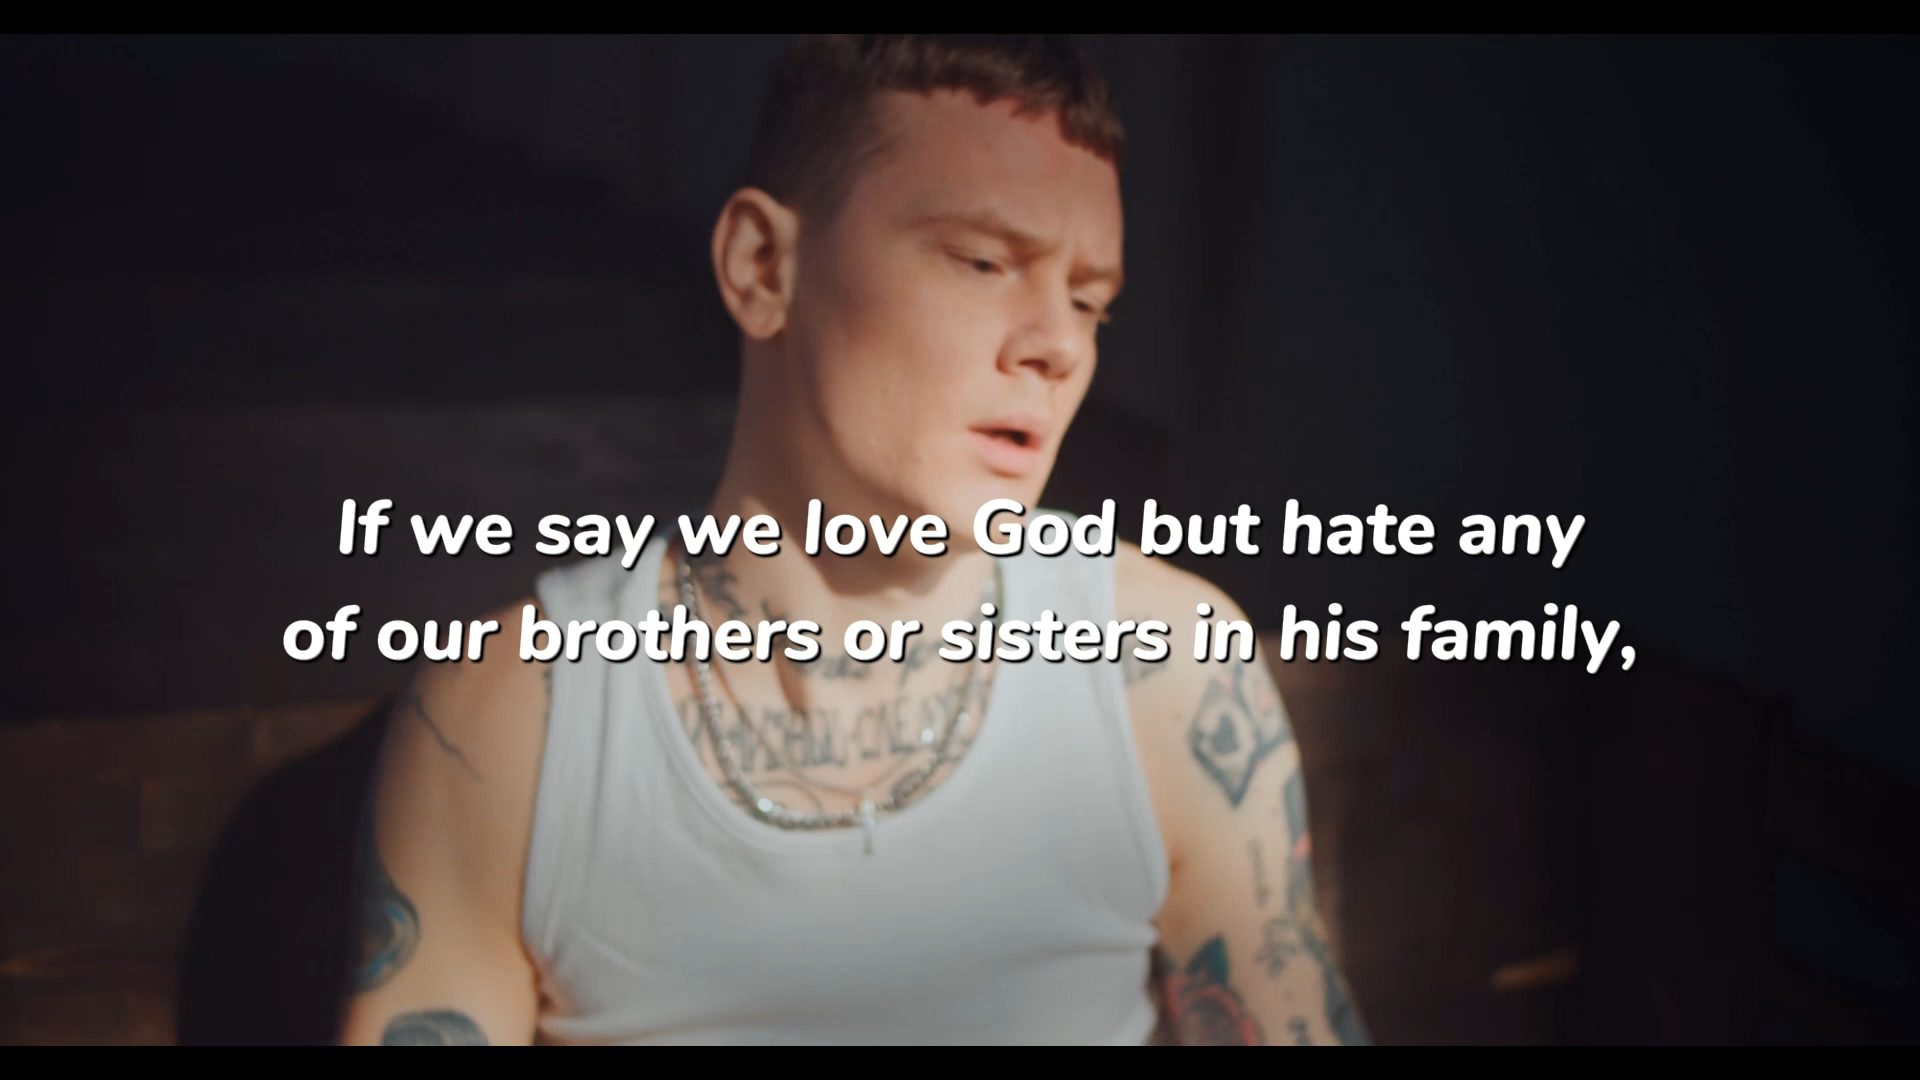 If we say we love God but hate any
of our brothers or sisters in his family,